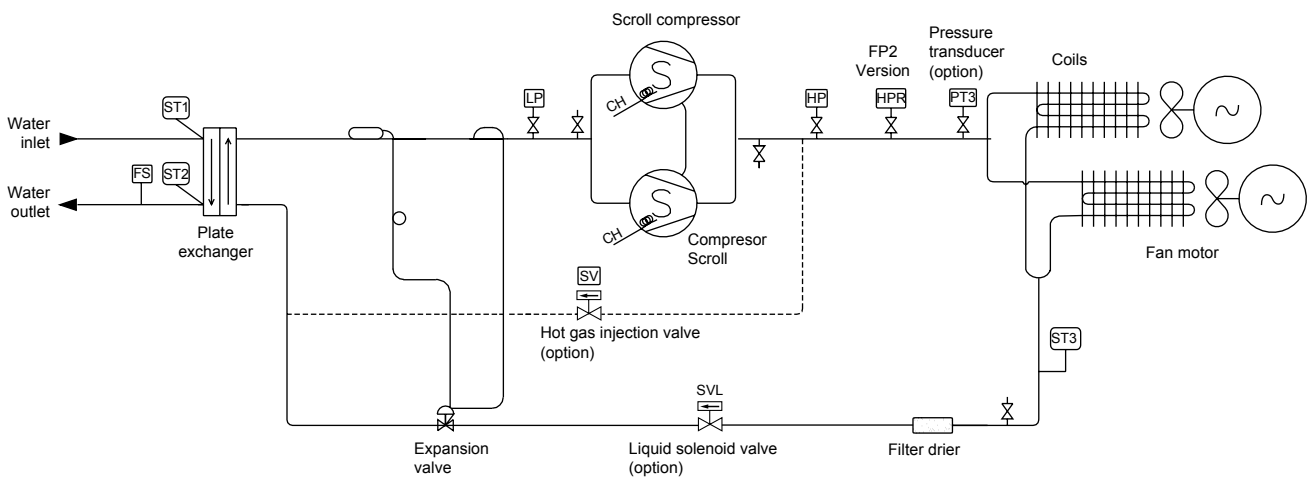 Scroll compressor
Pressure
transducer
(option)
FP2
Version
Coils
CH
LP
HP
HPR
PT3
ST1
Water
inlet
ST2
FS
Water
outlet
Plate
exchanger
CH
Compresor
Scroll
Fan motor
SV
Hot gas injection valve
(option)
ST3
SVL
Expansion
valve
Liquid solenoid valve
(option)
Filter drier